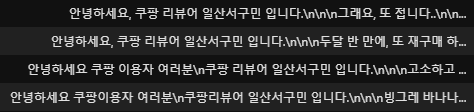 안녕하세요, 쿠팡 리뷰어 일산서구민 입니다.\n\n\n그래요, 또 접니다..\n\n...
안녕하세요, 쿠팡 리뷰어 일산서구민 입니다.\n\n\n두달 반 만에, 또 재구매 하...
안녕하세요 쿠팡 이용자 여러분\n쿠팡리뷰어 일산서구민 입니다.\n\n\n고소하고 ...
안녕하세요 쿠팡이용자 여러분\n쿠팡리뷰어 일산서구민 입니다.\n\n\n빙그레 바나나...